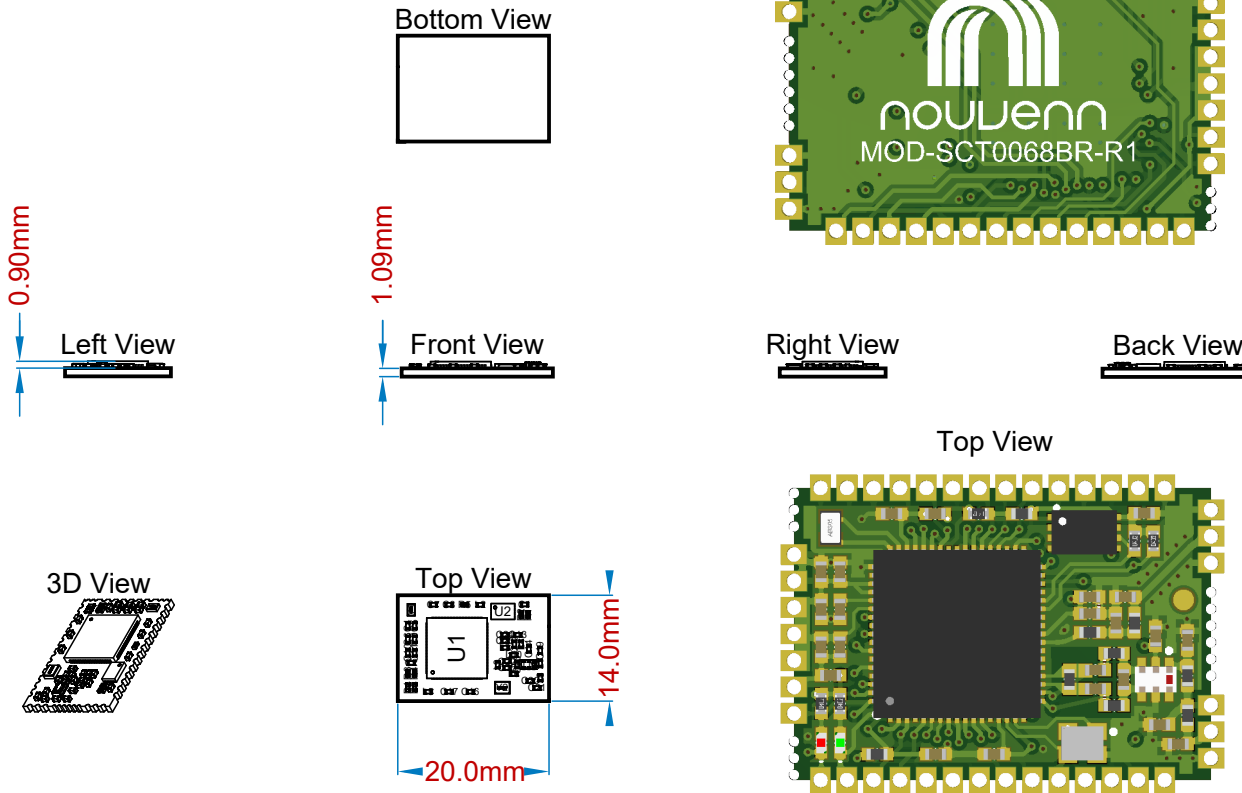 Bottom View
nouvenn
MOD-SCT0068BR-R1
0.90mm
1.09mm
Left View
Front View
Right View
Back View
Top View
3D View
Top View
U2
U1
14.0mm
20.0mm